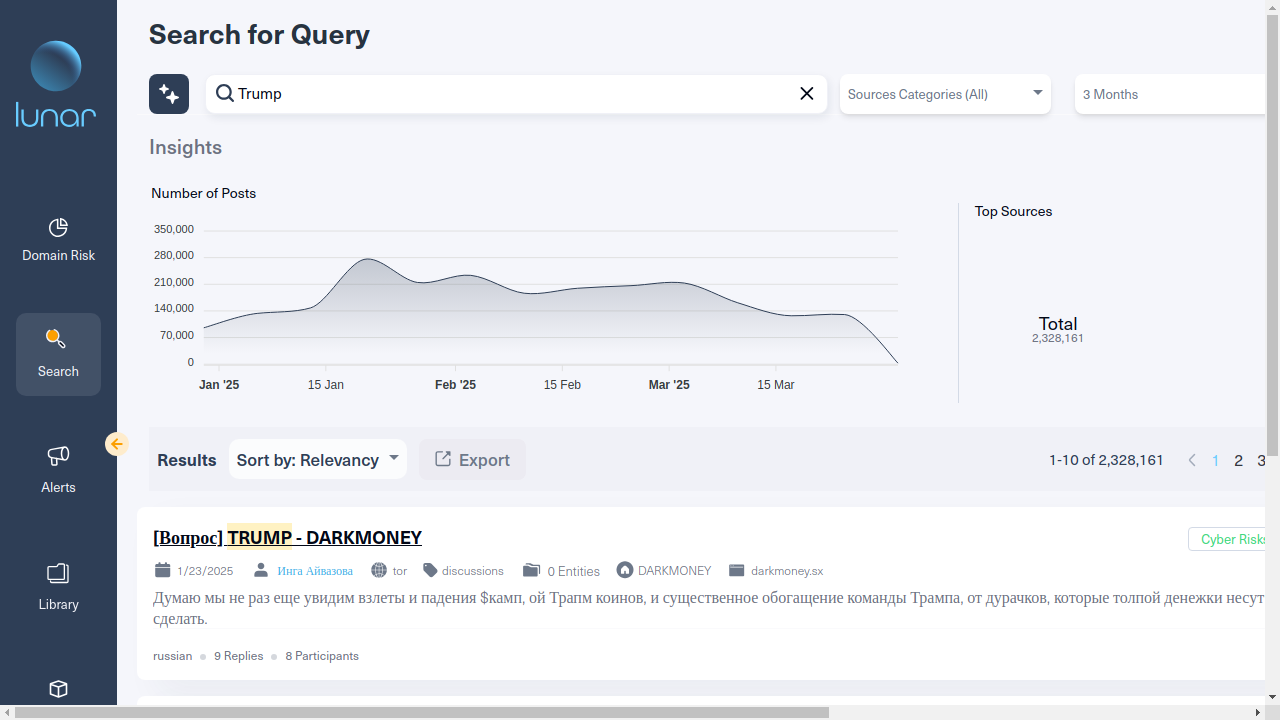 Search for Query
lunar
Trump
Sources Categories (All)
3 Months
Insights
Number of Posts
350,000
280,000
210,000
140,000
70,000
0
Jan '25
15 Jan
Feb '25
15 Feb
Mar '25
15 Mar
Top Sources
Total
2,328,161
Domain Risk
Search
Alerts
Library
Results
Sort by: Relevancy
Export
1-10 of 2,328,161
1 2 3
[Вопрос] TRUMP - DARKMONEY
Cyber Risks
1/23/2025 Инга Айвазова tor discussions 0 Entities DARKMONEY darkmoney.sx
Думаю мы не раз еще увидим взлеты и падения $камп, ой Трапм коинов, и существенное обогащение команды Трампа, от дурачков, которые толпой денежки несут
сделать.
russian 9 Replies 8 Participants